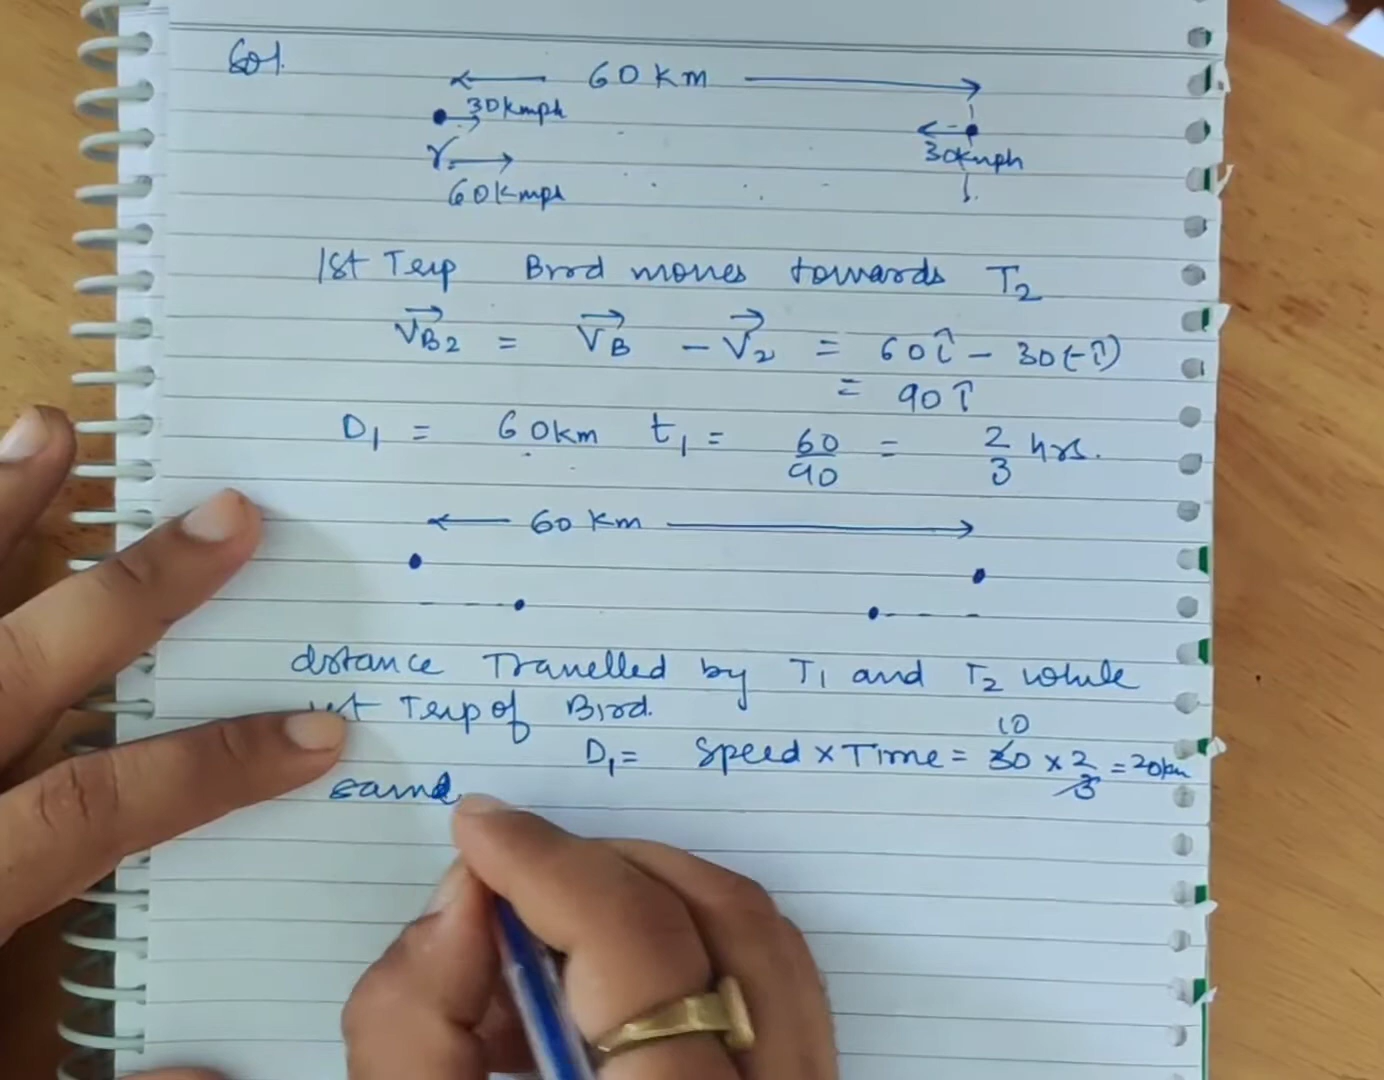 Sol.
60 Km
30Kmph
30Kmph
60Kmph
1st Trip Bird moves towards T2
VB2 = VB - V2 = 60î - 30(-î)
= 90î
D1 = 60km t1 = 60/90 = 2/3 hrs.
60 Km
distance Travelled by T1 and T2 while
1st Trip of Bird.
10
D1 = Speed x Time = 30 x 2/3 = 20km
same